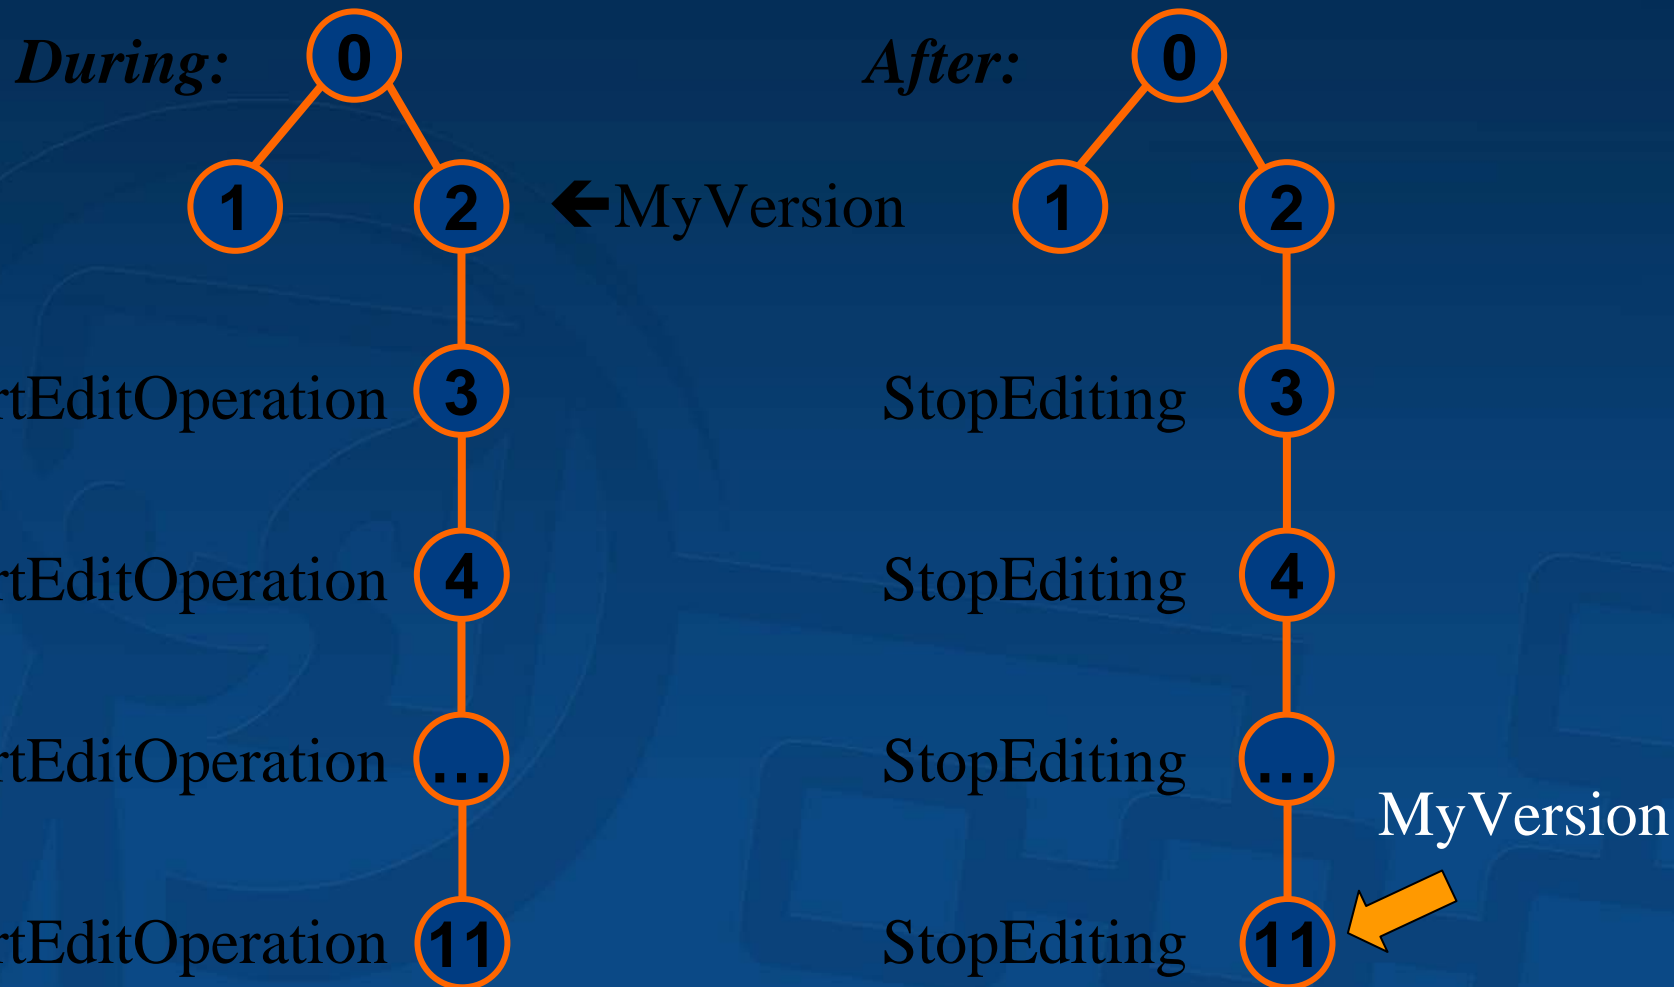 During:
0
1
2
←MyVersion
rtEditOperation
3
rtEditOperation
4
rtEditOperation
...
rtEditOperation
11
After:
0
1
2
StopEditing
3
StopEditing
4
StopEditing
...
MyVersion
StopEditing
11